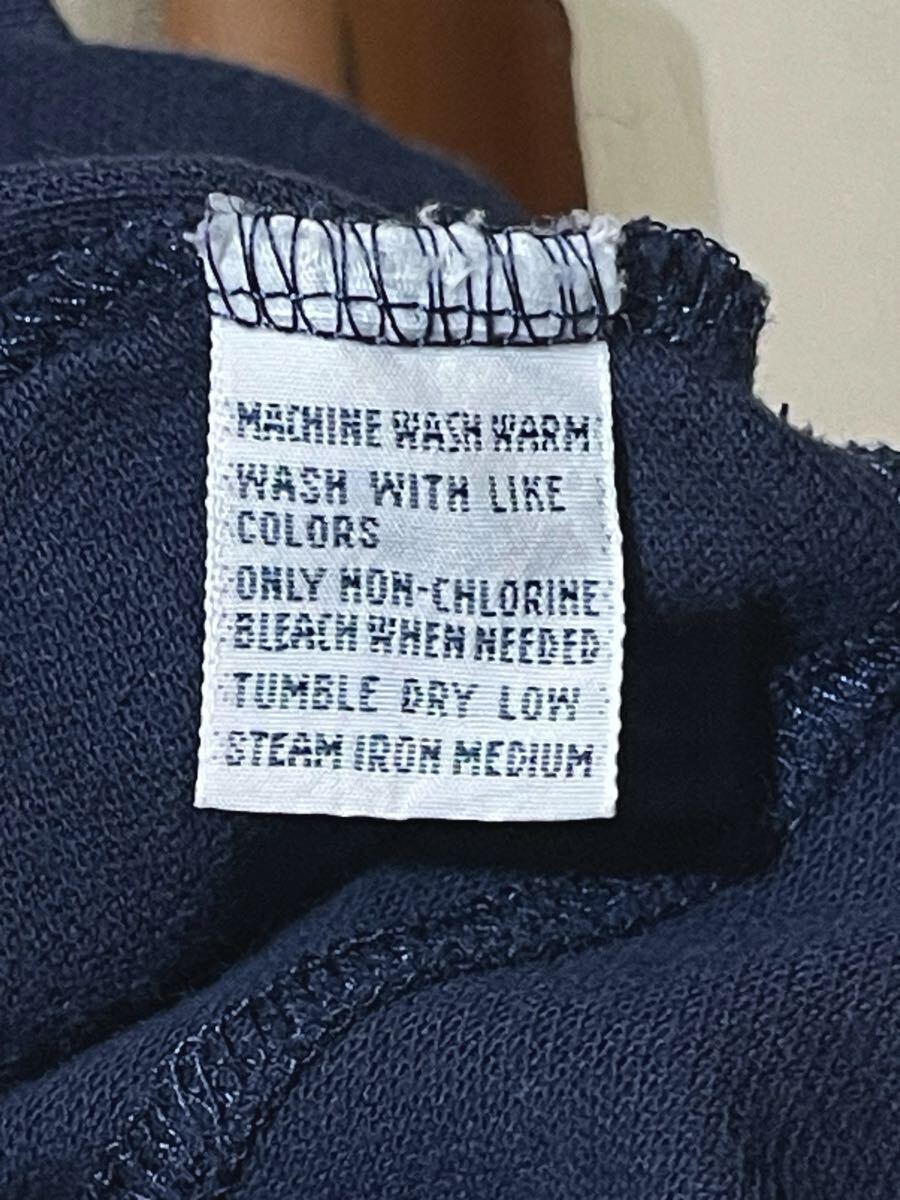 MACHINE WASH WARM
WASH WITH LIKE
COLORS
ONLY NON-CHLORINE
BLEACH WHEN NEEDED
TUMBLE DRY LOW
STEAM IRON MEDIUM